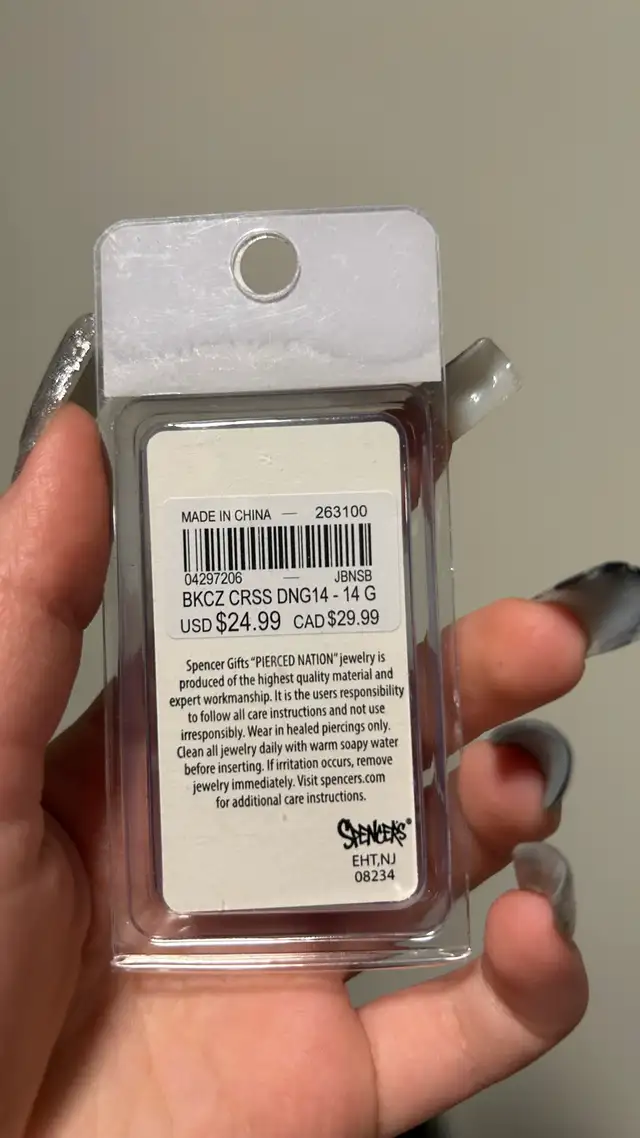 MADE IN CHINA — 263100
04297206 — JBNSB
BKCZ CRSS DNG14 - 14 G
USD $24.99 CAD $29.99
Spencer Gifts "PIERCED NATION" jewelry is
produced of the highest quality material and
expert workmanship. It is the users responsibility
to follow all care instructions and not use
irresponsibly. Wear in healed piercings only.
Clean all jewelry daily with warm soapy water
before inserting. If irritation occurs, remove
jewelry immediately. Visit spencers.com
for additional care instructions.
SPENCER'S®
EHT,NJ
08234